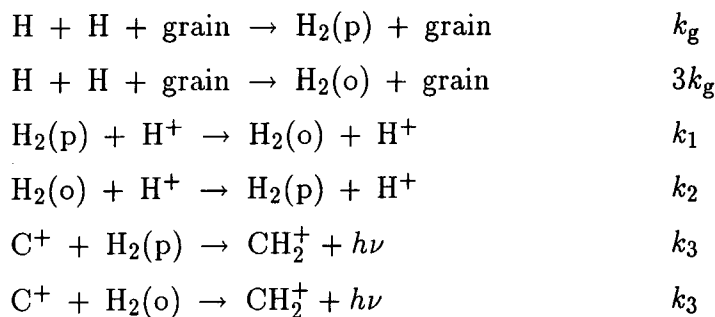 H + H + grain → H₂(p) + grain k_g
H + H + grain → H₂(o) + grain 3k_g
H₂(p) + H⁺ → H₂(o) + H⁺ k₁
H₂(o) + H⁺ → H₂(p) + H⁺ k₂
C⁺ + H₂(p) → CH₂⁺ + hν k₃
C⁺ + H₂(o) → CH₂⁺ + hν k₃